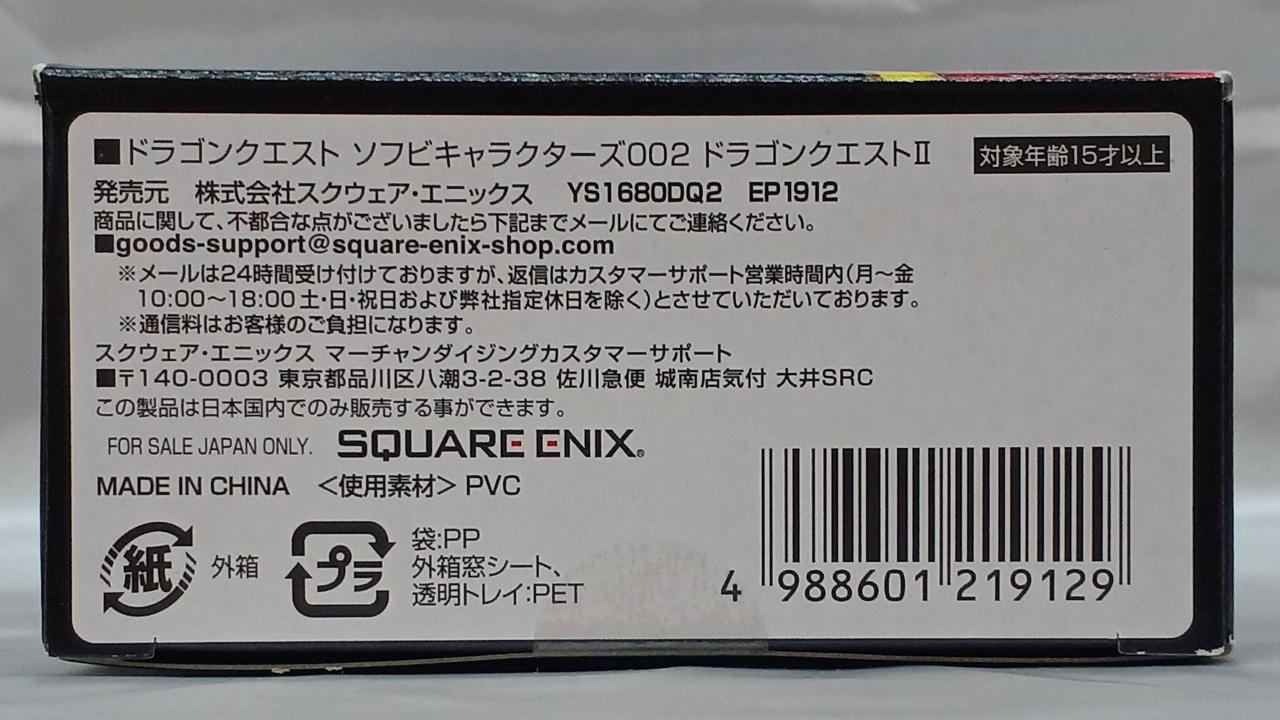 ■ドラゴンクエスト ソフビキャラクターズ002 ドラゴンクエストⅡ
対象年齢15才以上
発売元 株式会社スクウェア・エニックス YS1680DQ2 EP1912
商品に関して、不都合な点がございましたら下記までメールにてご連絡ください。
■goods-support@square-enix-shop.com
※メールは24時間受け付けておりますが、返信はカスタマーサポート営業時間内(月〜金
10:00〜18:00 土・日・祝日および弊社指定休日を除く)とさせていただいております。
※通信料はお客様のご負担になります。
スクウェア・エニックス マーチャンダイジングカスタマーサポート
■〒140-0003 東京都品川区八潮3-2-38 佐川急便 城南店気付 大井SRC
この製品は日本国内でのみ販売する事ができます。
FOR SALE JAPAN ONLY. SQUARE ENIX®
MADE IN CHINA <使用素材> PVC
紙 外箱
プラ 袋:PP
外箱窓シート、
透明トレイ:PET
4 988601 219129